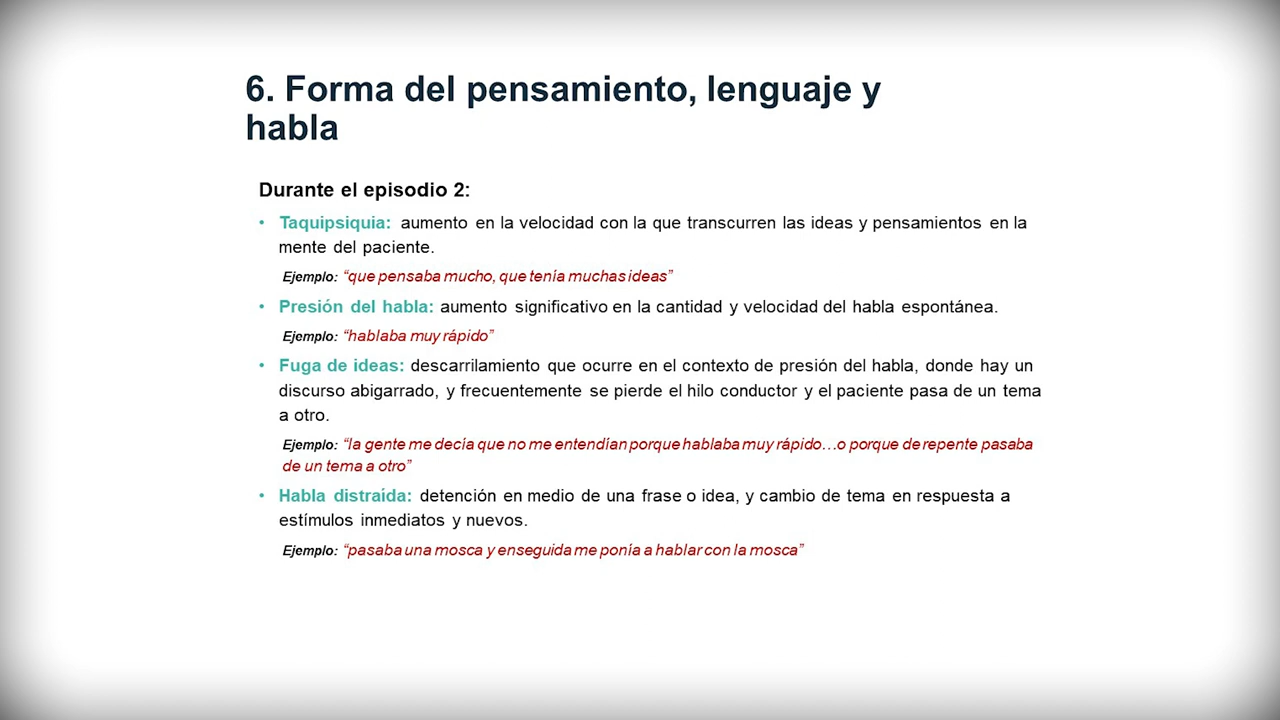 6. Forma del pensamiento, lenguaje y
habla
Durante el episodio 2:
• Taquipsiquia: aumento en la velocidad con la que transcurren las ideas y pensamientos en la
mente del paciente.
Ejemplo: “que pensaba mucho, que tenía muchas ideas”
• Presión del habla: aumento significativo en la cantidad y velocidad del habla espontánea.
Ejemplo: “hablaba muy rápido”
• Fuga de ideas: descarrilamiento que ocurre en el contexto de presión del habla, donde hay un
discurso abigarrado, y frecuentemente se pierde el hilo conductor y el paciente pasa de un tema
a otro.
Ejemplo: “la gente me decía que no me entendían porque hablaba muy rápido…o porque de repente pasaba
de un tema a otro”
• Habla distraída: detención en medio de una frase o idea, y cambio de tema en respuesta a
estímulos inmediatos y nuevos.
Ejemplo: “pasaba una mosca y enseguida me ponía a hablar con la mosca”